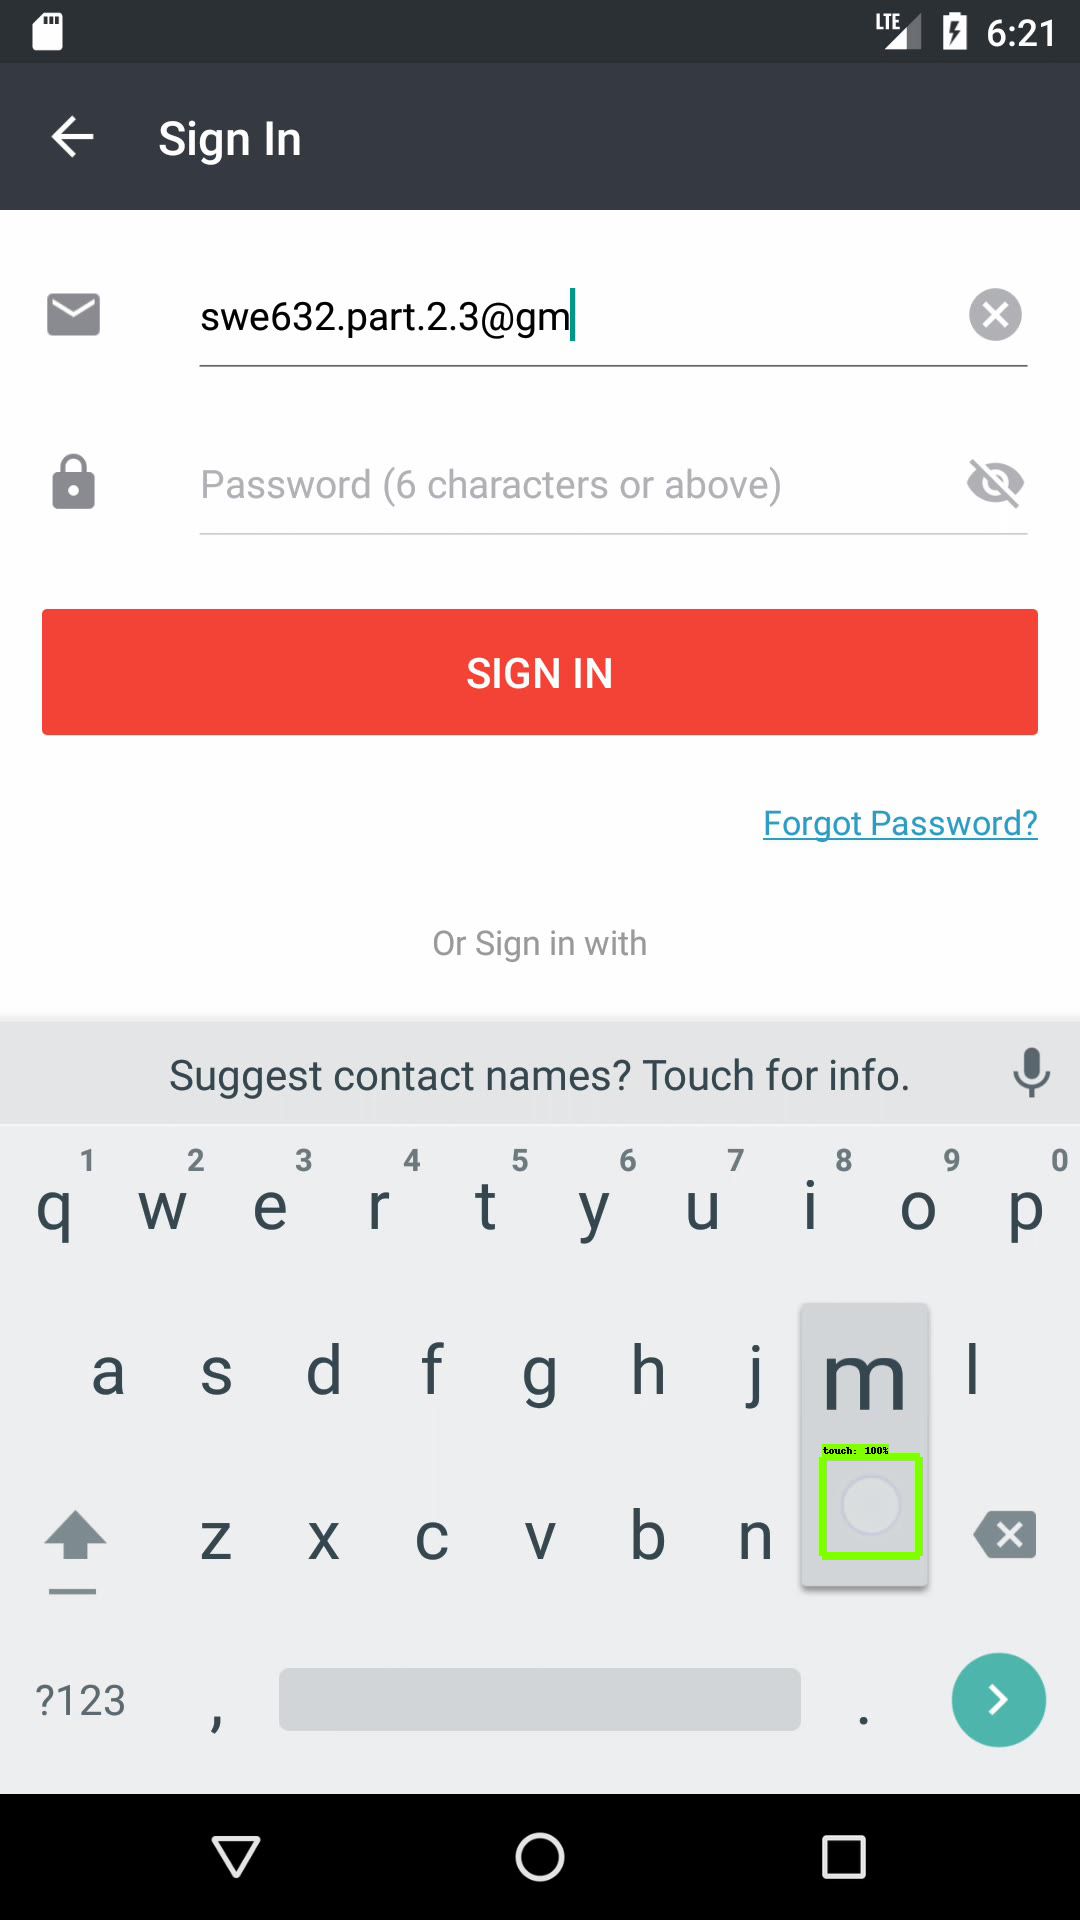 LTE 6:21
Sign In
swe632.part.2.3@gm
Password (6 characters or above)
SIGN IN
Forgot Password?
Or Sign in with
Suggest contact names? Touch for info.
1 2 3 4 5 6 7 8 9 0
q w e r t y u i o p
a s d f g h j m l
touch: 100%
z x c v b n
?123 , .